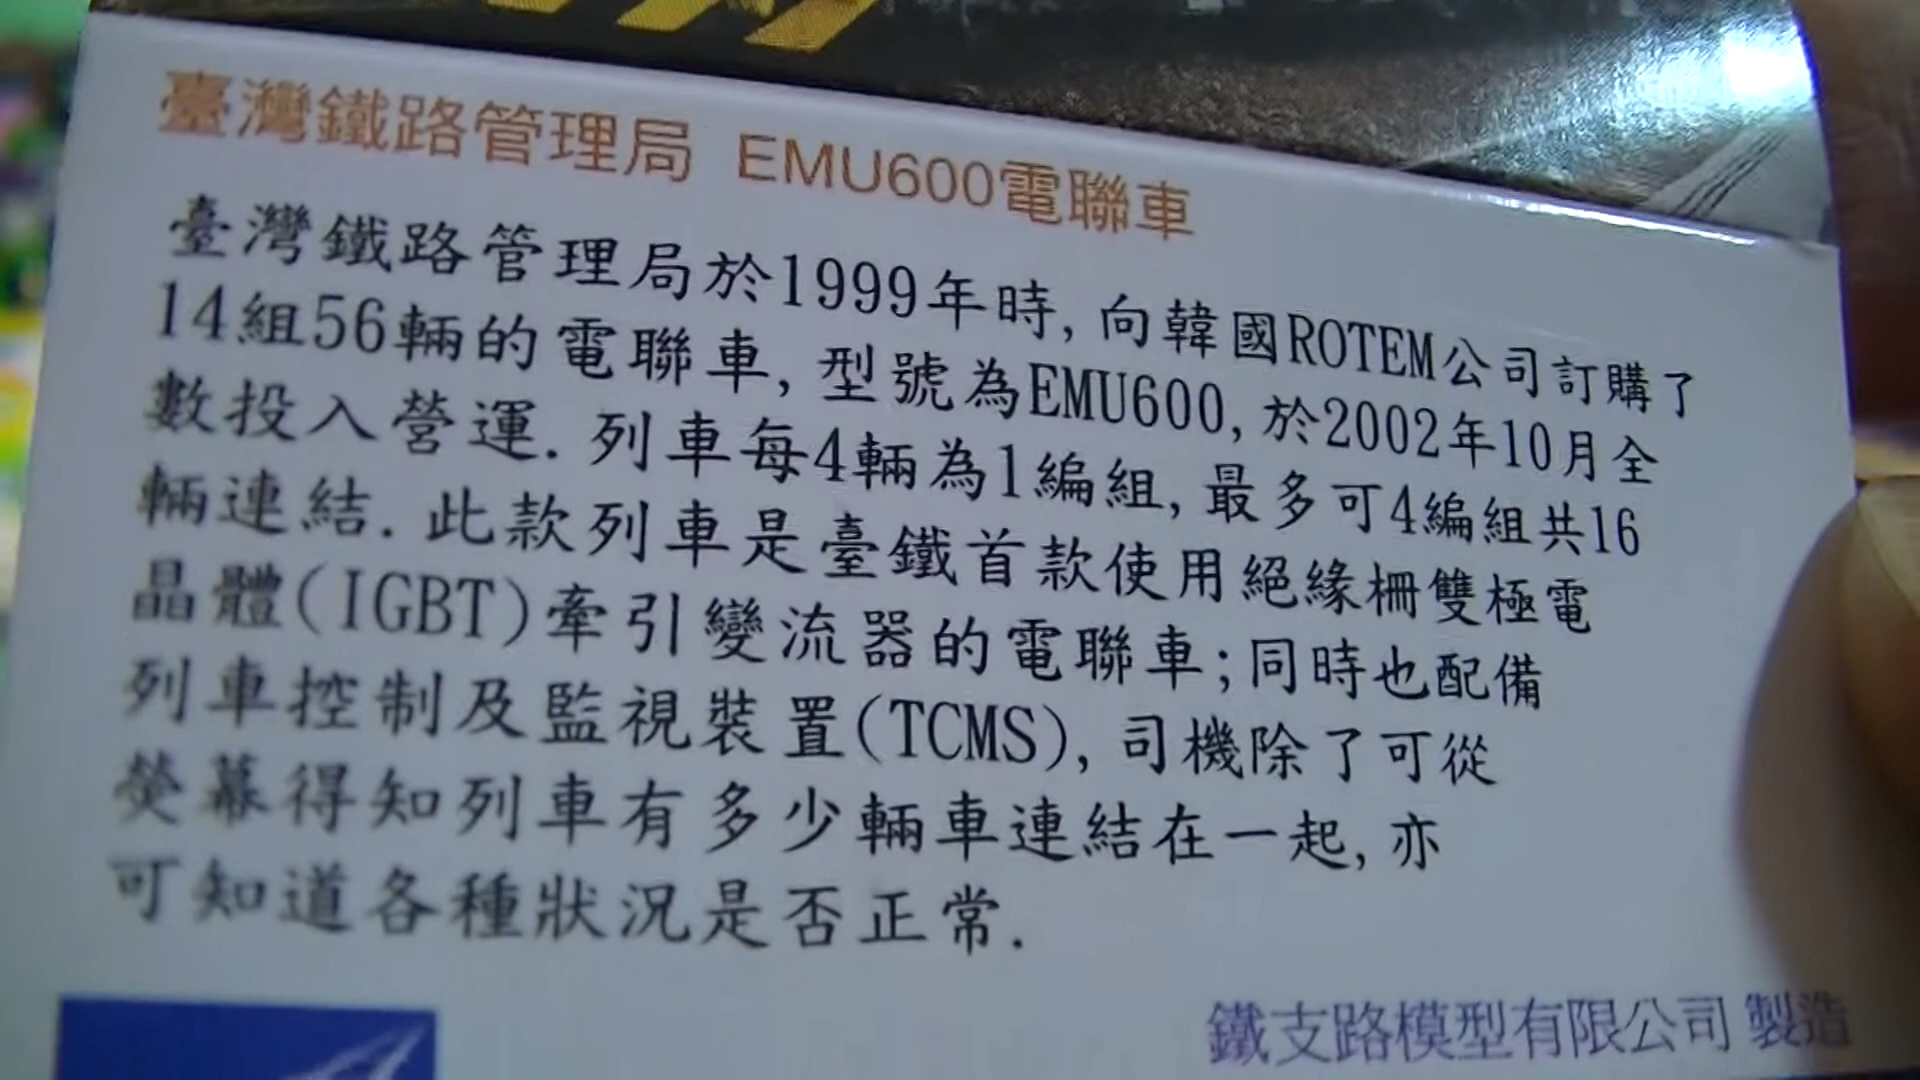 臺灣鐵路管理局 EMU600電聯車
臺灣鐵路管理局於1999年時,向韓國ROTEM公司訂購了
14組56輛的電聯車,型號為EMU600,於2002年10月全
數投入營運.列車每4輛為1編組,最多可4編組共16
輛連結.此款列車是臺鐵首款使用絕緣柵雙極電
晶體(IGBT)牽引變流器的電聯車;同時也配備
列車控制及監視裝置(TCMS),司機除了可從
熒幕得知列車有多少輛車連結在一起,亦
可知道各種狀況是否正常.
鐵支路模型有限公司 製造